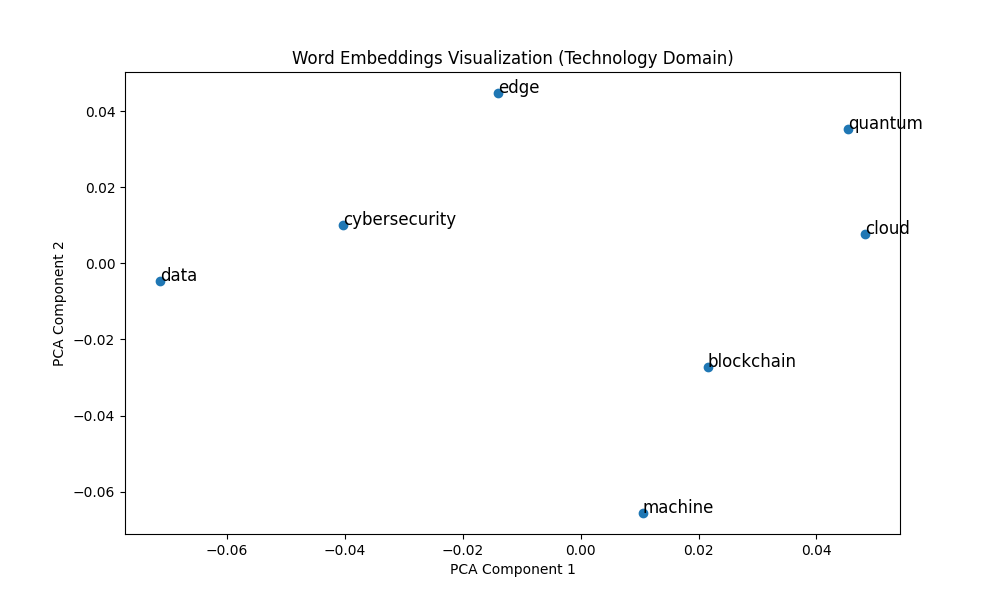 Word Embeddings Visualization (Technology Domain)
edge
0.04
quantum
0.02
cybersecurity
cloud
0.00
data
PCA Component 2
−0.02
blockchain
−0.04
−0.06
machine
−0.06 −0.04 −0.02 0.00 0.02 0.04
PCA Component 1